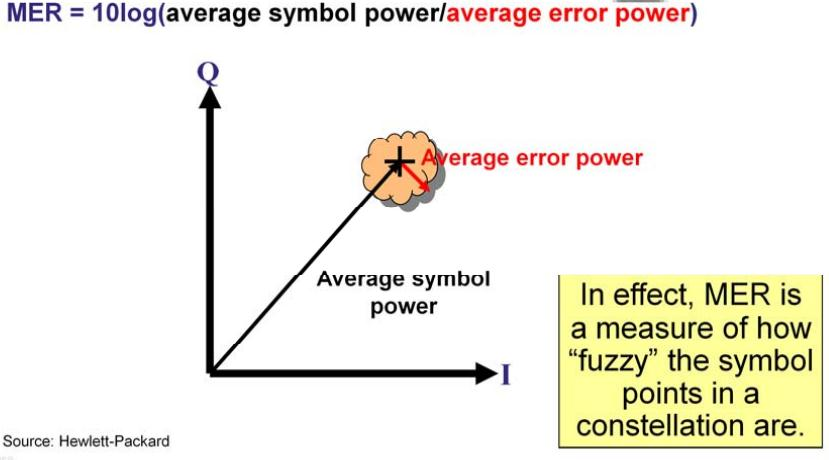 MER = 10log(average symbol power/average error power)
Q
Average error power
Average symbol
power
I
In effect, MER is
a measure of how
“fuzzy” the symbol
points in a
constellation are.
Source: Hewlett-Packard